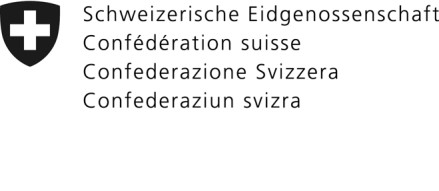 Schweizerische Eidgenossenschaft
Confédération suisse
Confederazione Svizzera
Confederaziun svizra